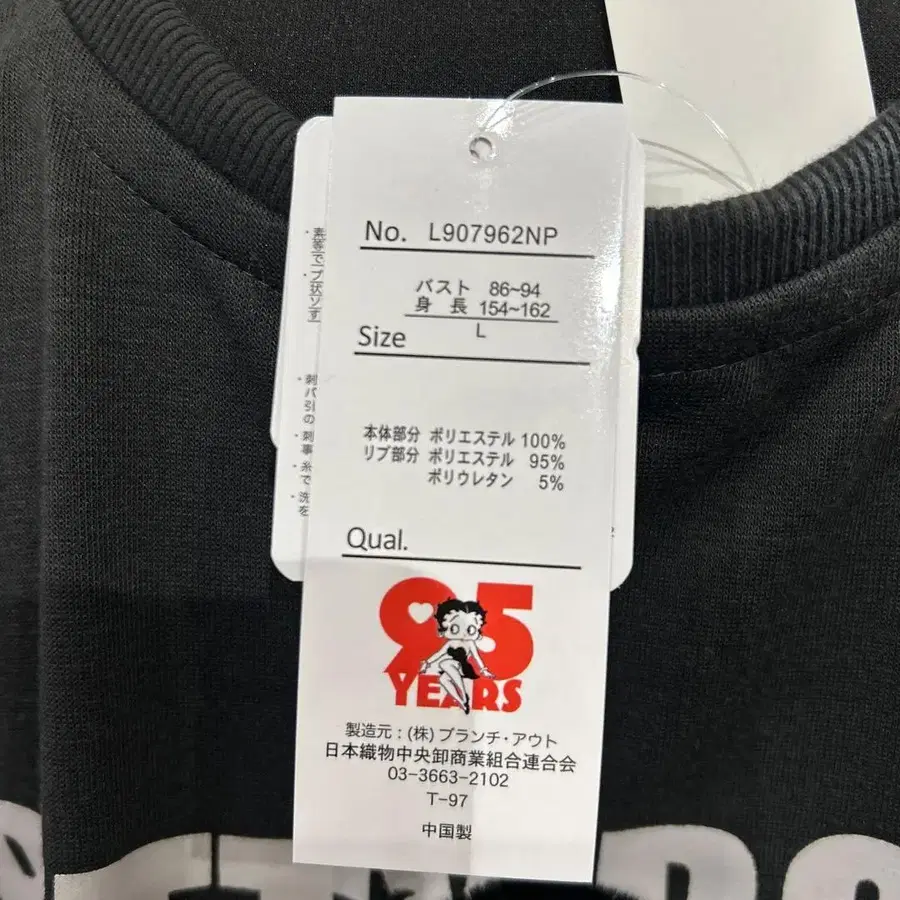 No. L907962NP
バスト 86~94
身 長 154~162
Size L
本体部分 ポリエステル 100%
リブ部分 ポリエステル 95%
ポリウレタン 5%
Qual.
95
YEARS
製造元：(株) ブランチ・アウト
日本織物中央卸商業組合連合会
03-3663-2102
T-97
中国製